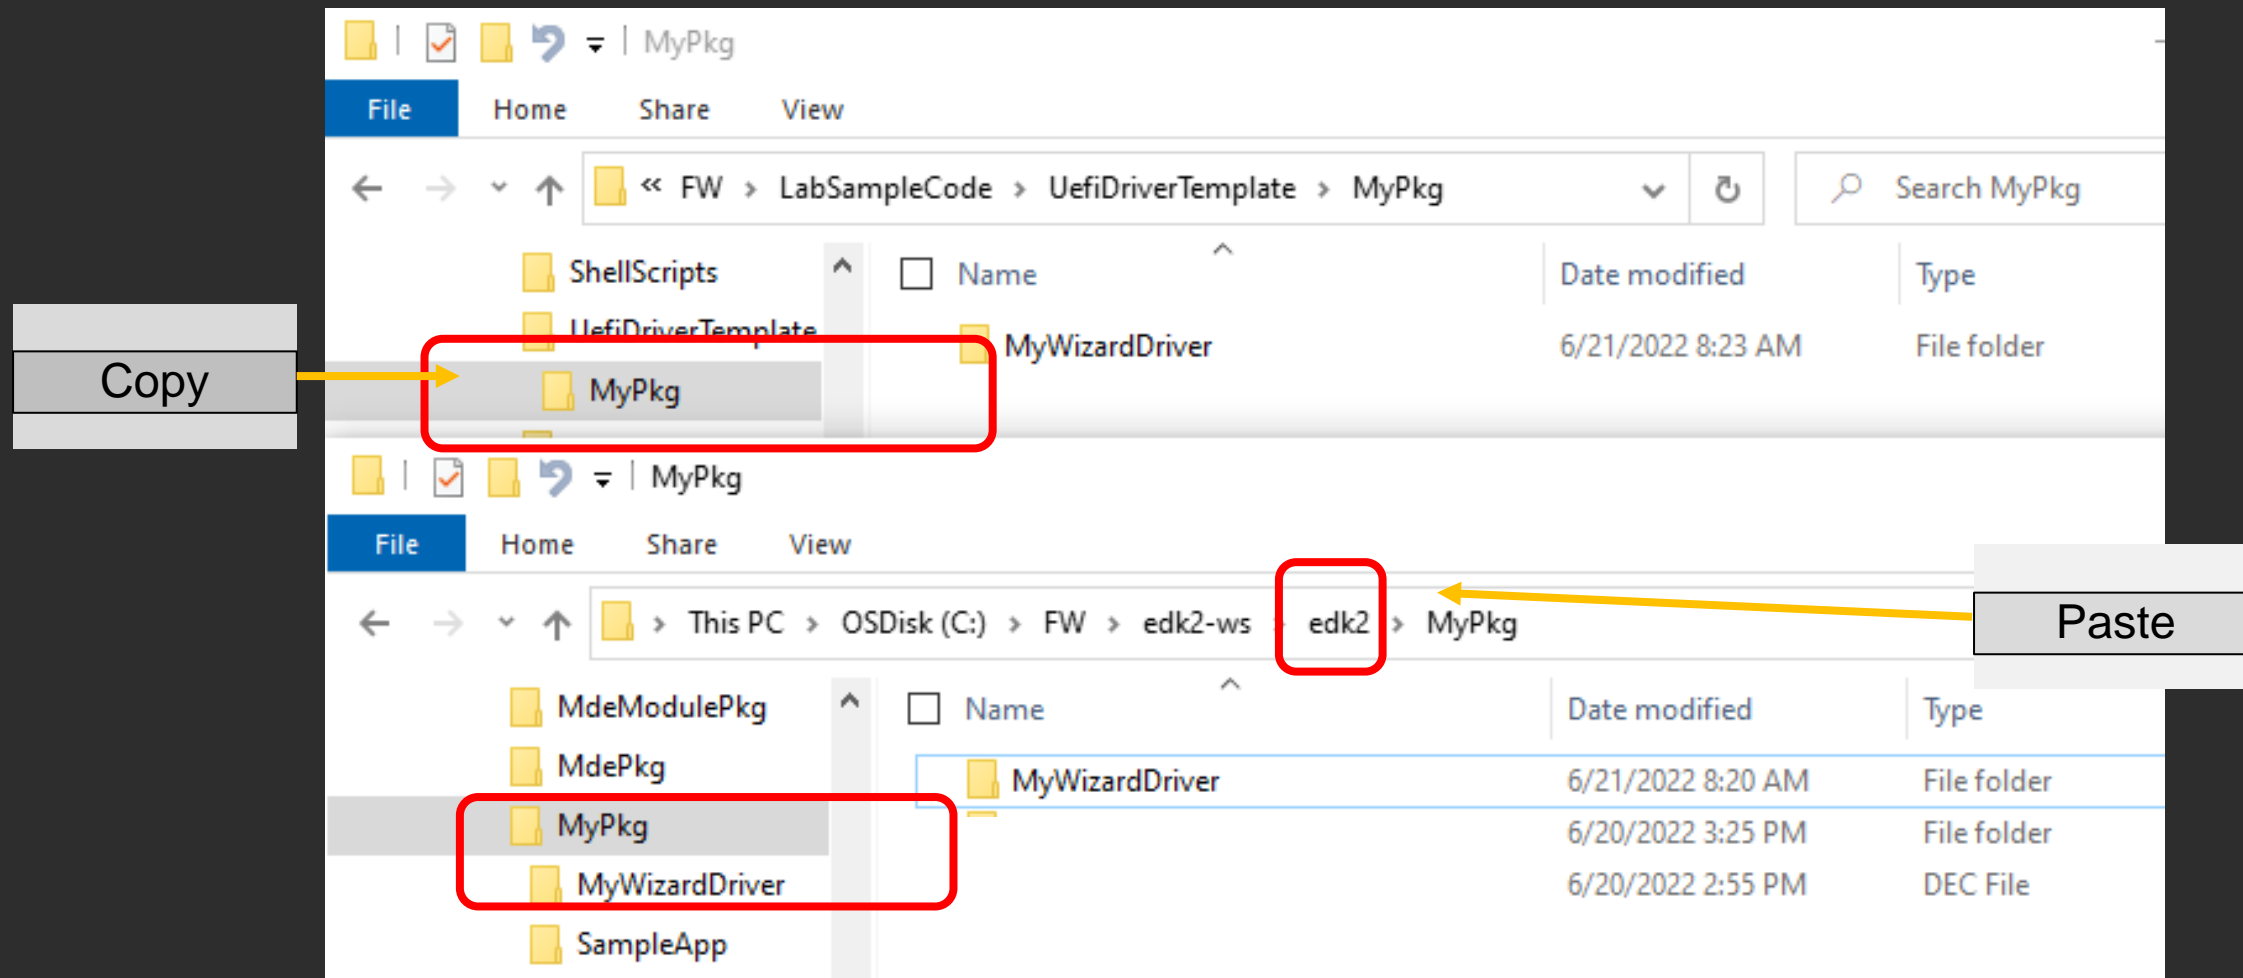 MyPkg
File Home Share View
« FW > LabSampleCode > UefiDriverTemplate > MyPkg
Search MyPkg
ShellScripts
Name Date modified Type
UefiDriverTemplate
MyWizardDriver 6/21/2022 8:23 AM File folder
Copy
MyPkg
MyPkg
File Home Share View
> This PC > OSDisk (C:) > FW > edk2-ws > edk2 > MyPkg
Paste
MdeModulePkg
Name Date modified Type
MdePkg
MyWizardDriver 6/21/2022 8:20 AM File folder
MyPkg
6/20/2022 3:25 PM File folder
MyWizardDriver
6/20/2022 2:55 PM DEC File
SampleApp